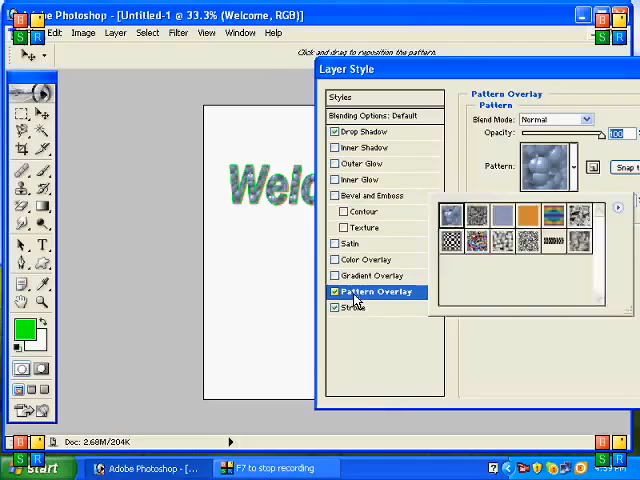 Adobe Photoshop - [Untitled-1 @ 33.3% (Welcome, RGB)]
Edit Image Layer Select Filter View Window
Click and drag to reposition the pattern.
Layer Style
Styles
Blending Options: Default
Drop Shadow
Inner Shadow
Outer Glow
Inner Glow
Bevel and Emboss
Contour
Texture
Satin
Color Overlay
Gradient Overlay
Pattern Overlay
Stroke
Pattern Overlay
Pattern
Blend Mode: Normal
Opacity: 100
Pattern: Snap t
Welc
Doc: 2.68M/204K
start Adobe Photoshop - [... F7 to stop recording
B
S R
B
S R
B
S R
B
S R